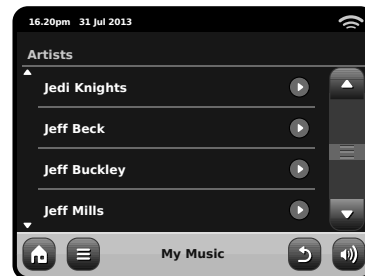 16.20pm 31 Jul 2013
Artists
Jedi Knights
Jeff Beck
Jeff Buckley
Jeff Mills
My Music